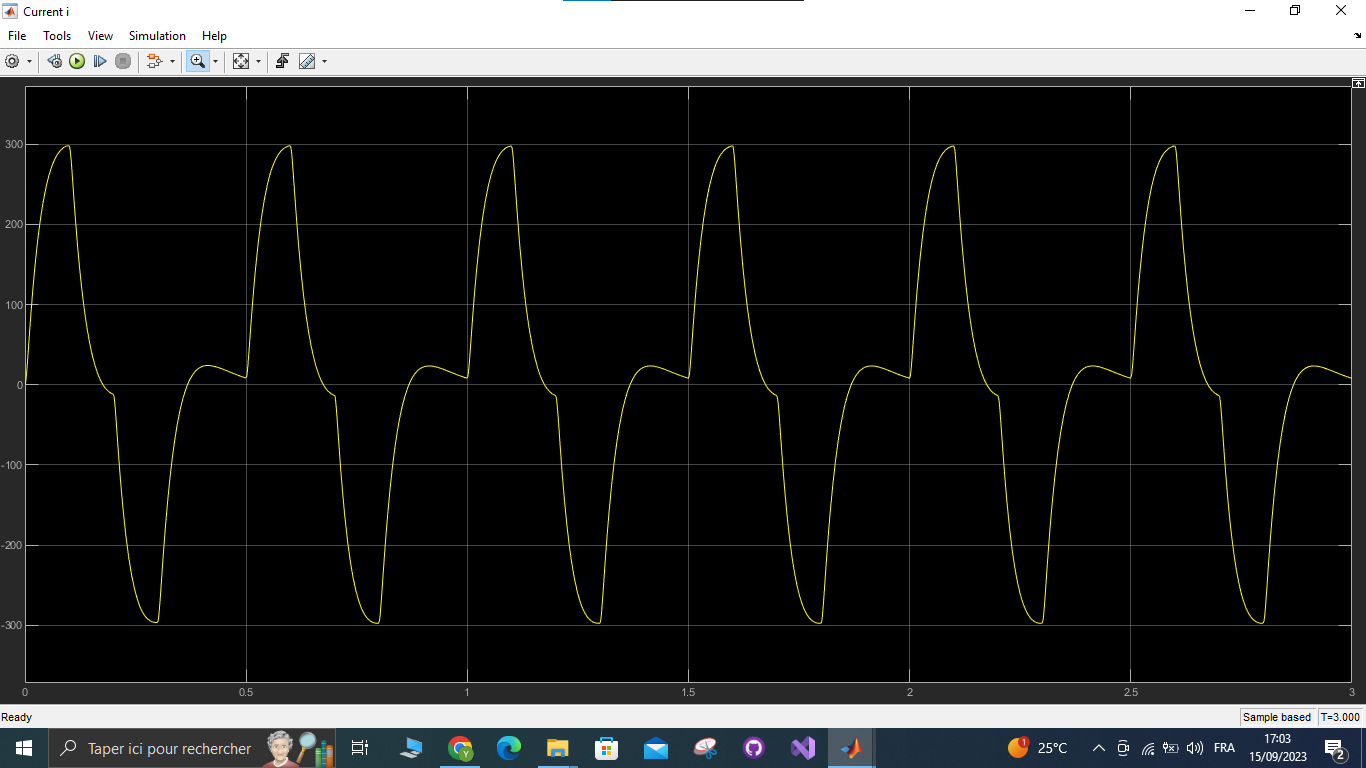 Current i
File Tools View Simulation Help
300
200
100
0
-100
-200
-300
0 0.5 1 1.5 2 2.5 3
Ready
Sample based T=3.000
Taper ici pour rechercher
Y
1
25°C
FRA
17:03
15/09/2023
2